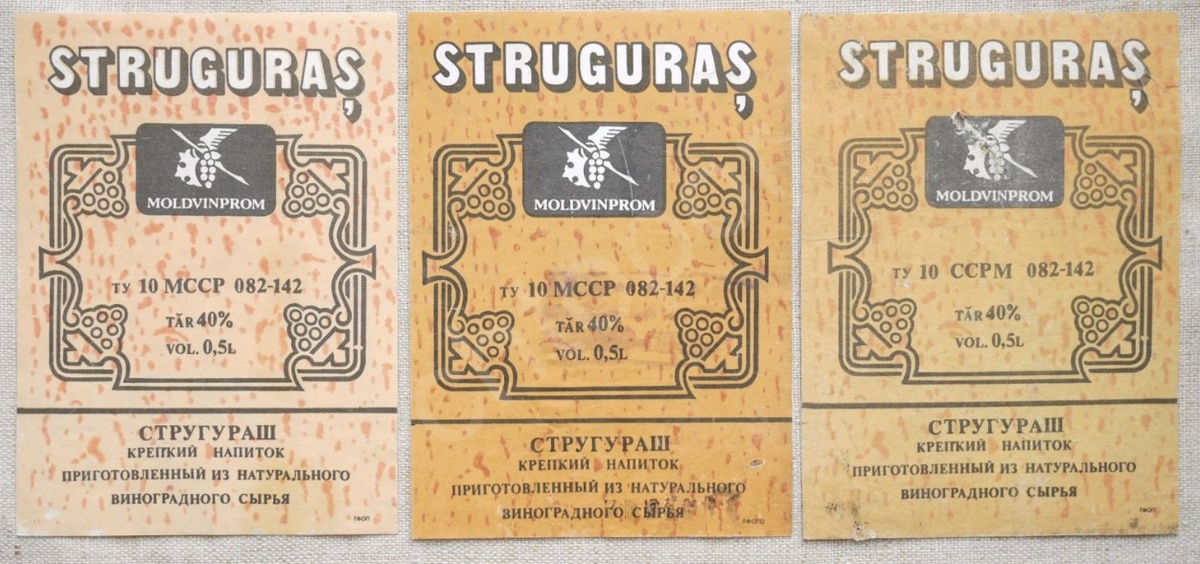 STRUGURAȘ
MOLDVINPROM
ТУ 10 МССР 082-142
TĂR 40%
VOL. 0,5L
СТРУГУРАШ
КРЕПКИЙ НАПИТОК
ПРИГОТОВЛЕННЫЙ ИЗ НАТУРАЛЬНОГО
ВИНОГРАДНОГО СЫРЬЯ
STRUGURAȘ
MOLDVINPROM
ТУ 10 МССР 082-142
TĂR 40%
VOL. 0,5L
СТРУГУРАШ
КРЕПКИЙ НАПИТОК
ПРИГОТОВЛЕННЫЙ ИЗ НАТУРАЛЬНОГО
ВИНОГРАДНОГО СЫРЬЯ
STRUGURAȘ
MOLDVINPROM
ТУ 10 ССРМ 082-142
TĂR 40%
VOL. 0,5L
СТРУГУРАШ
КРЕПКИЙ НАПИТОК
ПРИГОТОВЛЕННЫЙ ИЗ НАТУРАЛЬНОГО
ВИНОГРАДНОГО СЫРЬЯ